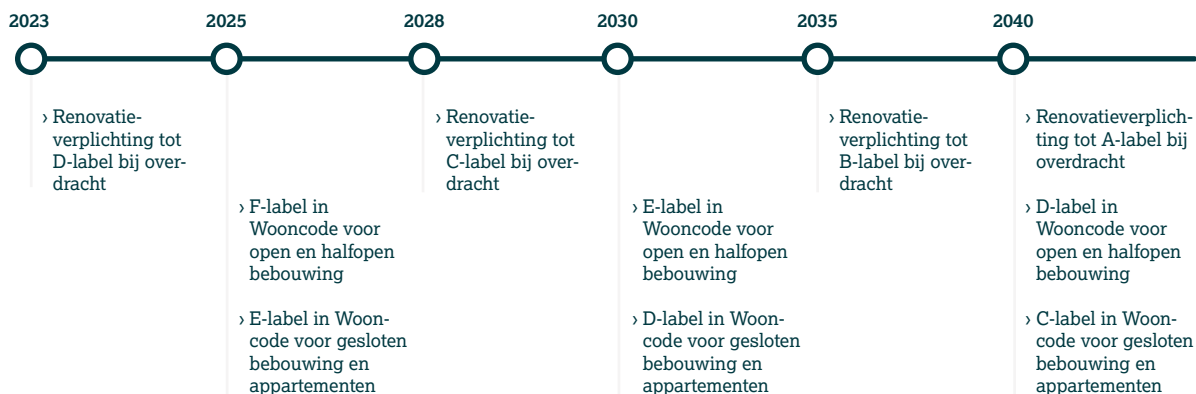 2023
2025
2028
2030
2035
2040
› Renovatie-
verplichting tot
D-label bij over-
dracht
› F-label in
Wooncode voor
open en halfopen
bebouwing
› E-label in Woon-
code voor gesloten
bebouwing en
appartementen
› Renovatie-
verplichting tot
C-label bij over-
dracht
› E-label in
Wooncode voor
open en halfopen
bebouwing
› D-label in Woon-
code voor gesloten
bebouwing en
appartementen
› Renovatie-
verplichting tot
B-label bij over-
dracht
› Renovatieverplich-
ting tot A-label bij
overdracht
› D-label in
Wooncode voor
open en halfopen
bebouwing
› C-label in Woon-
code voor gesloten
bebouwing en
appartementen